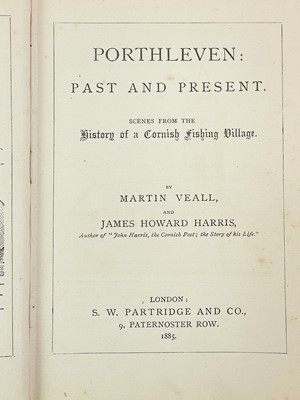 PORTHLEVEN:
PAST AND PRESENT.
SCENES FROM THE
History of a Cornish Fishing Village.
BY
MARTIN VEALL,
AND
JAMES HOWARD HARRIS,
Author of "John Harris, the Cornish Poet; the Story of his Life."
LONDON:
S. W. PARTRIDGE AND CO.,
9, PATERNOSTER ROW.
1885.